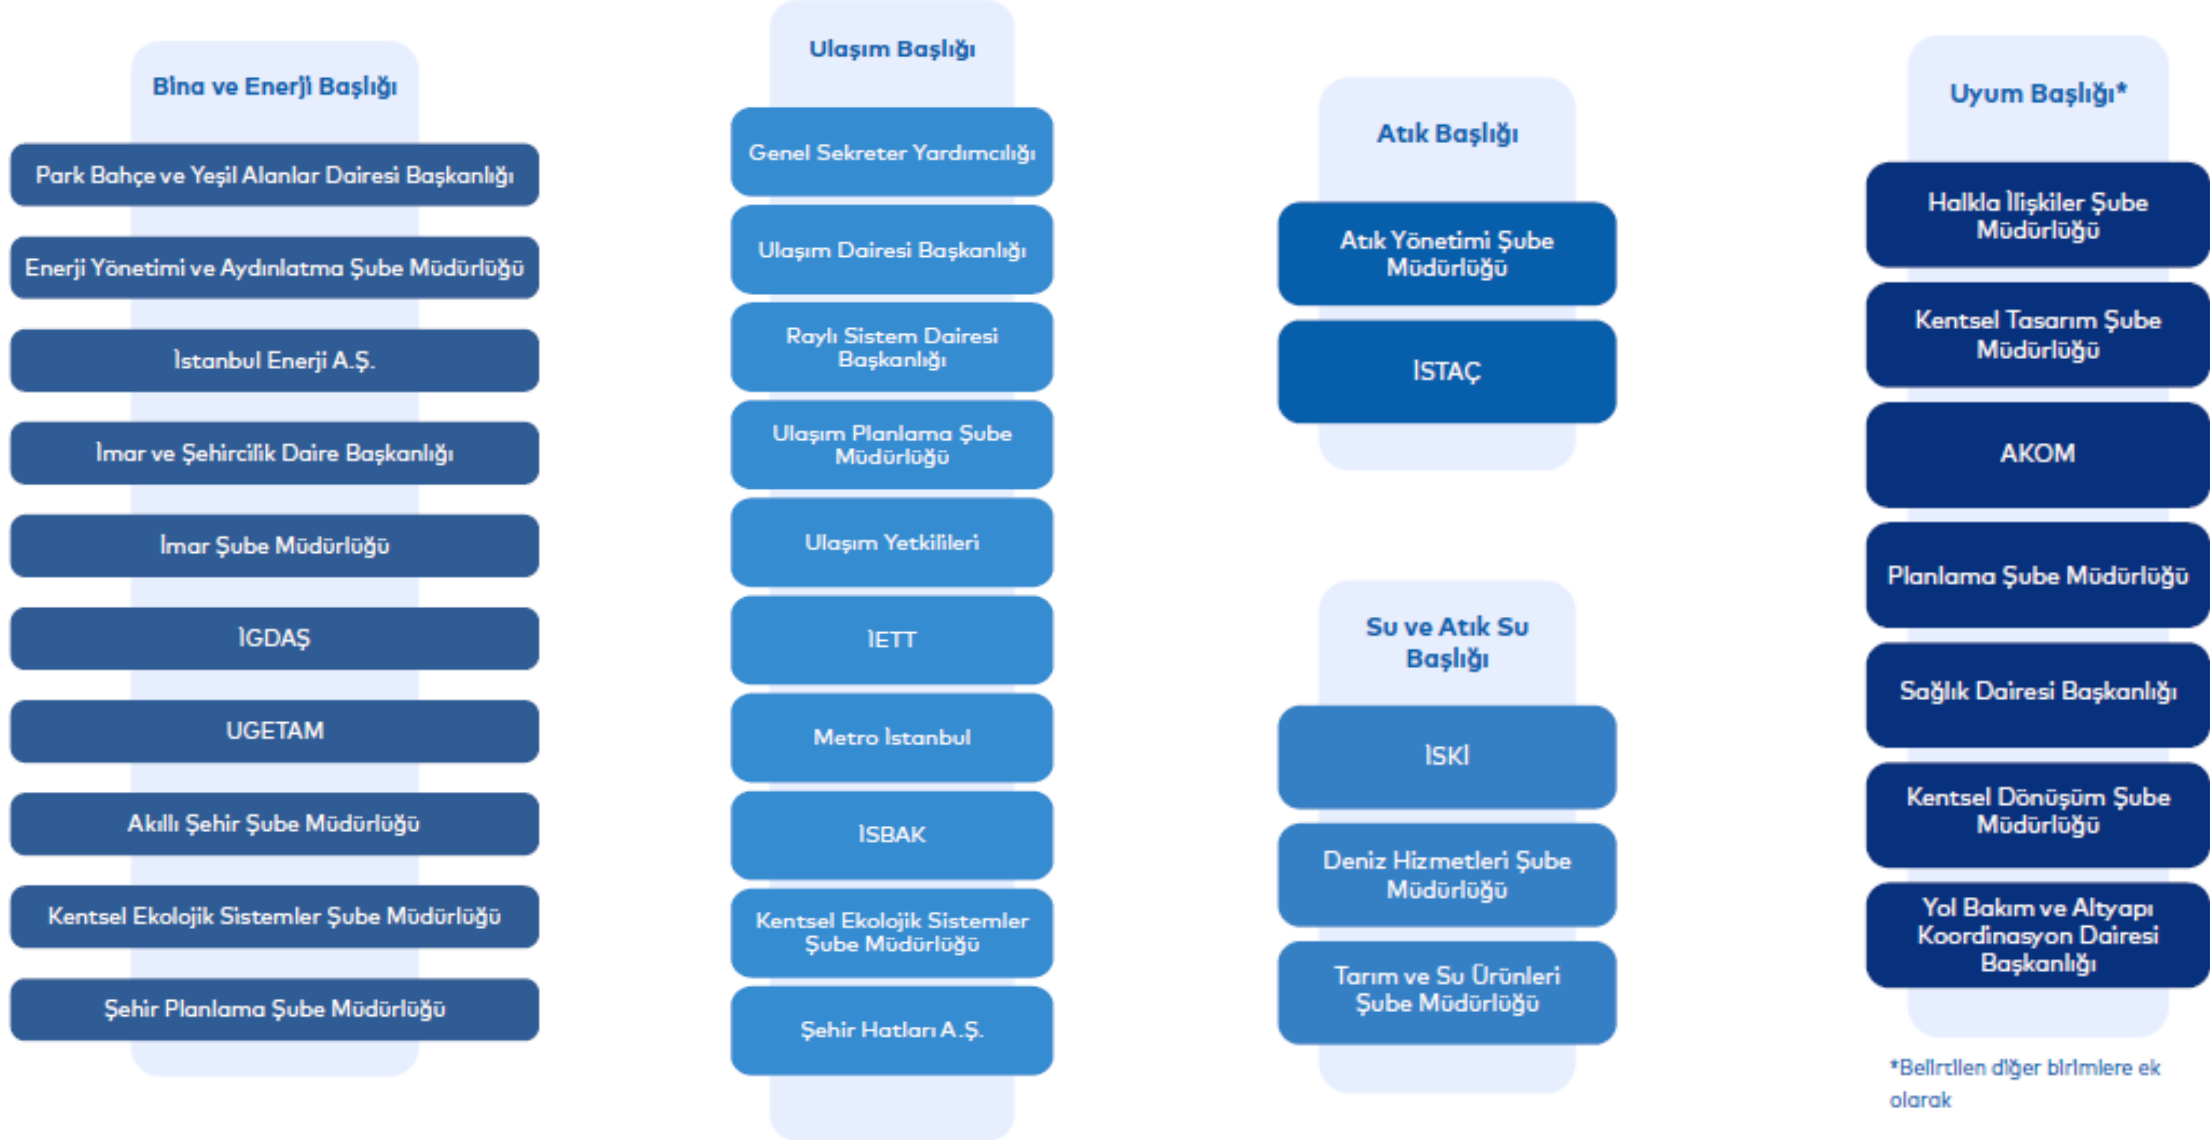 Bina ve Enerji Başlığı
Park Bahçe ve Yeşil Alanlar Dairesi Başkanlığı
Enerji Yönetimi ve Aydınlatma Şube Müdürlüğü
İstanbul Enerji A.Ş.
İmar ve Şehircilik Daire Başkanlığı
İmar Şube Müdürlüğü
İGDAŞ
UGETAM
Akıllı Şehir Şube Müdürlüğü
Kentsel Ekolojik Sistemler Şube Müdürlüğü
Şehir Planlama Şube Müdürlüğü
Ulaşım Başlığı
Genel Sekreter Yardımcılığı
Ulaşım Dairesi Başkanlığı
Raylı Sistem Dairesi
Başkanlığı
Ulaşım Planlama Şube
Müdürlüğü
Ulaşım Yetkilileri
İETT
Metro İstanbul
İSBAK
Kentsel Ekolojik Sistemler
Şube Müdürlüğü
Şehir Hatları A.Ş.
Atık Başlığı
Atık Yönetimi Şube
Müdürlüğü
İSTAÇ
Su ve Atık Su
Başlığı
İSKİ
Deniz Hizmetleri Şube
Müdürlüğü
Tarım ve Su Ürünleri
Şube Müdürlüğü
Uyum Başlığı*
Halkla İlişkiler Şube
Müdürlüğü
Kentsel Tasarım Şube
Müdürlüğü
AKOM
Planlama Şube Müdürlüğü
Sağlık Dairesi Başkanlığı
Kentsel Dönüşüm Şube
Müdürlüğü
Yol Bakım ve Altyapı
Koordinasyon Dairesi
Başkanlığı
*Belirtilen diğer birimlere ek
olarak